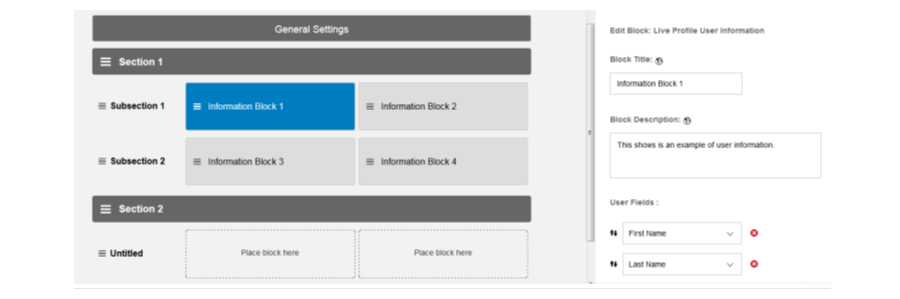 General Settings
Section 1
Subsection 1
Information Block 1
Information Block 2
Subsection 2
Information Block 3
Information Block 4
Section 2
Untitled
Place block here
Place block here
Edit Block: Live Profile User Information
Block Title:
Information Block 1
Block Description:
This shows is an example of user information.
User Fields :
First Name
Last Name